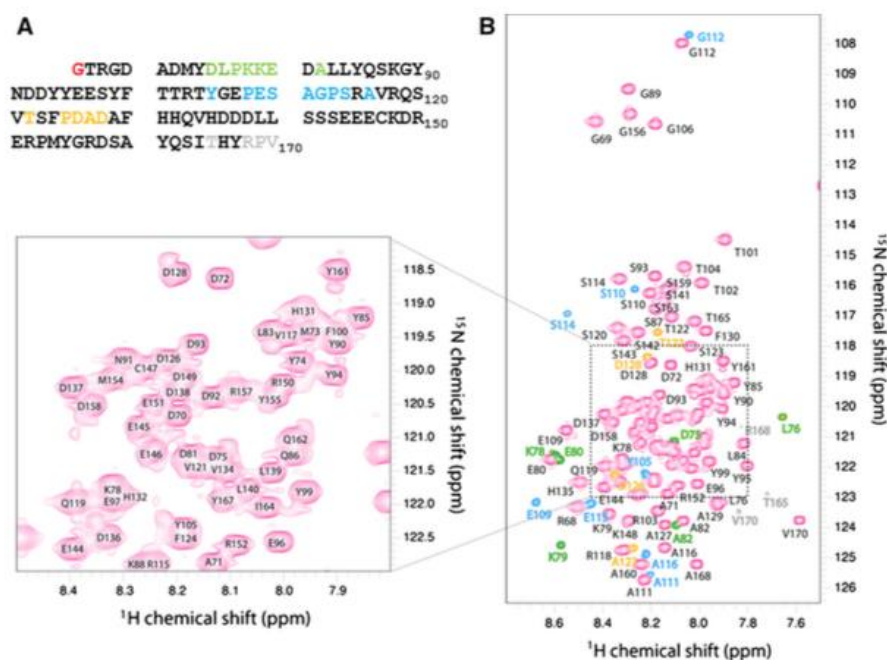 A
GTRGD ADMYDLPKKE DALLYQSKGY90
NDDYYEESYF TTRTYGEPES AGPSRAVRQS120
VTSFPDADAF HHQVHDDDLL SSSEEECKDR150
ERPMYGRDSA YQSITHYRPV170
D128
D72
Y161
H131
Y85
L83
V117
M73
F100
Y90
D93
N91
D126
C147
Y74
M154
D149
Y94
D137
D138
R150
E151
D92
R157
Y155
D158
D70
E145
Q162
E146
D81
D75
Q86
V121
V134
L139
K78
L140
Y99
Q119
E97
H132
Y167
I164
Y105
D136
F124
E144
R152
E96
K88
R115
A71
118.5
119.0
119.5
120.0
120.5
121.0
121.5
122.0
122.5
15N chemical shift (ppm)
8.4
8.3
8.2
8.1
8.0
7.9
1H chemical shift (ppm)
B
G112
G112
G89
G69
G156
G106
T101
S93
T104
S114
S159
S110
S141
T102
S110
S163
S114
S87
T122
T165
S120
F130
S142
S123
S143
D128
D128
D72
H131
Y161
Y85
D93
Y90
D137
Y94
L76
E109
D158
D75
R168
K78
K78
L84
E80
E80
Q119
Y105
Y99
Y95
H135
E144
R152
E96
E109
E115
A71
L76
T165
R68
R103
A129
V170
V170
K79
K148
A127
A82
A82
K79
R118
A127
A116
A116
A160
A168
A111
A111
108
109
110
111
112
113
114
115
116
117
118
119
120
121
122
123
124
125
126
15N chemical shift (ppm)
8.6
8.4
8.2
8.0
7.8
7.6
1H chemical shift (ppm)